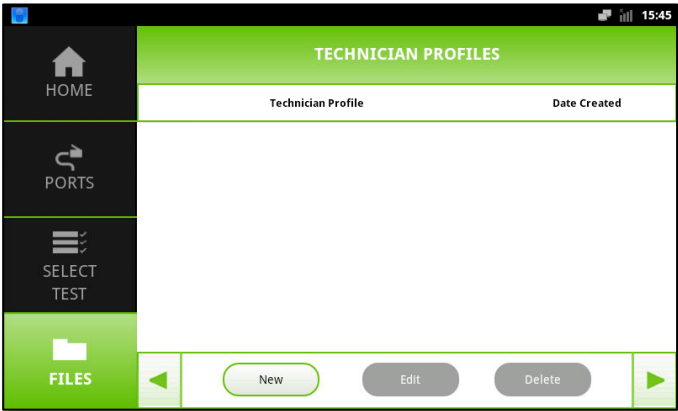 15:45
TECHNICIAN PROFILES
HOME
Technician Profile Date Created
PORTS
SELECT
TEST
FILES
New Edit Delete